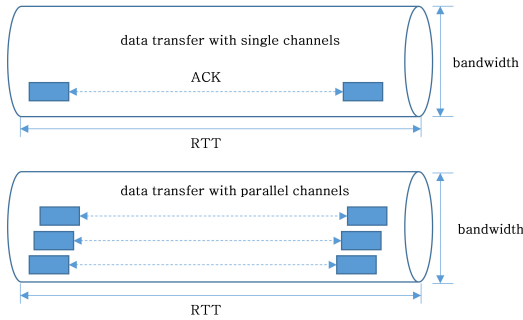 data transfer with single channels
bandwidth
ACK
RTT
data transfer with parallel channels
bandwidth
RTT